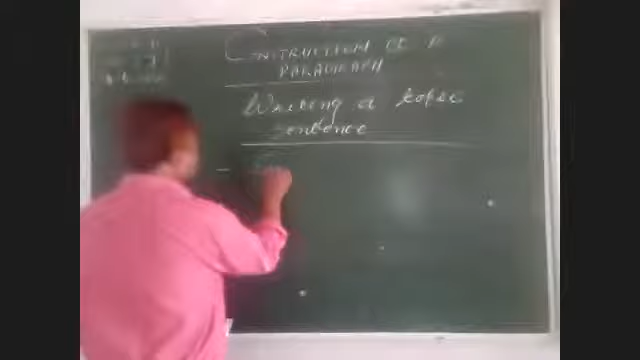 CONSTRUCTION OF A
PARAGRAPH
Writing a topic
sentence